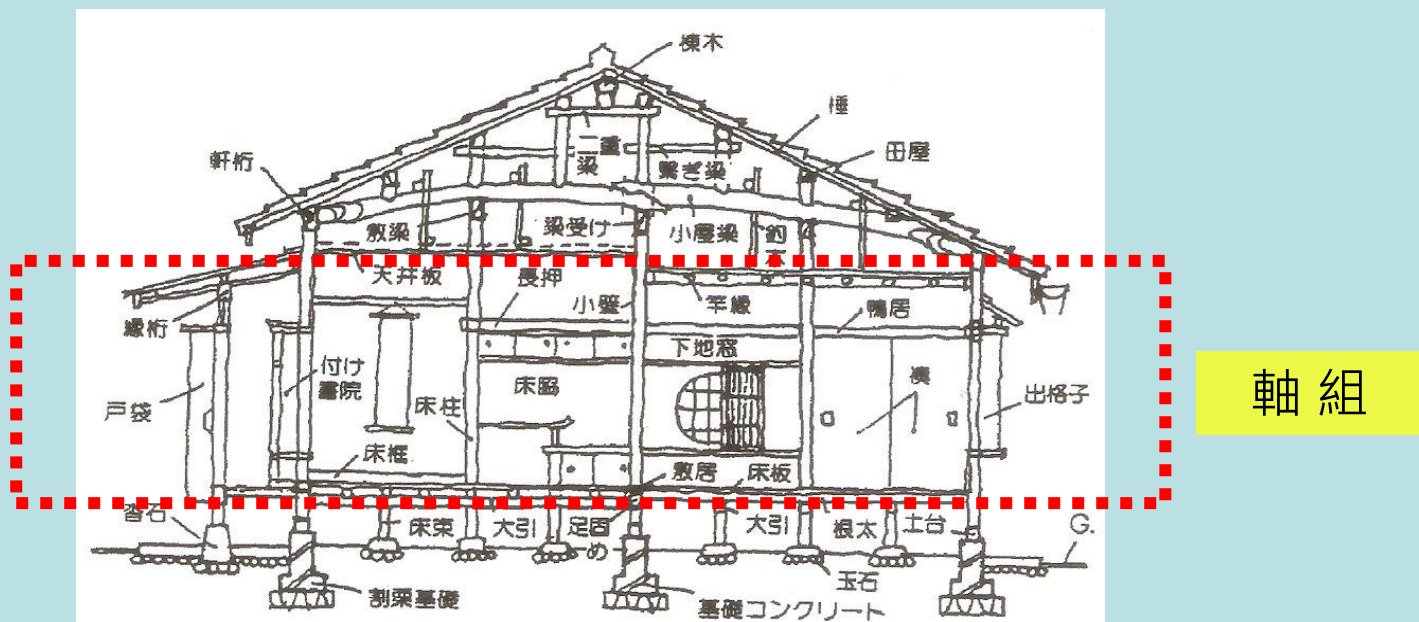 棟木
棰
母屋
軒桁
二重
梁
繋ぎ梁
敷梁
梁受け
小屋梁
釣
木
天井板
長押
小壁
竿縁
鴨居
縁桁
下地窓
付け
書院
床脇
襖
戸袋
床柱
出格子
軸組
床框
敷居
床板
沓石
床束
大引
足固
め
大引
根太
土台
G.
玉石
割栗基礎
基礎コンクリート